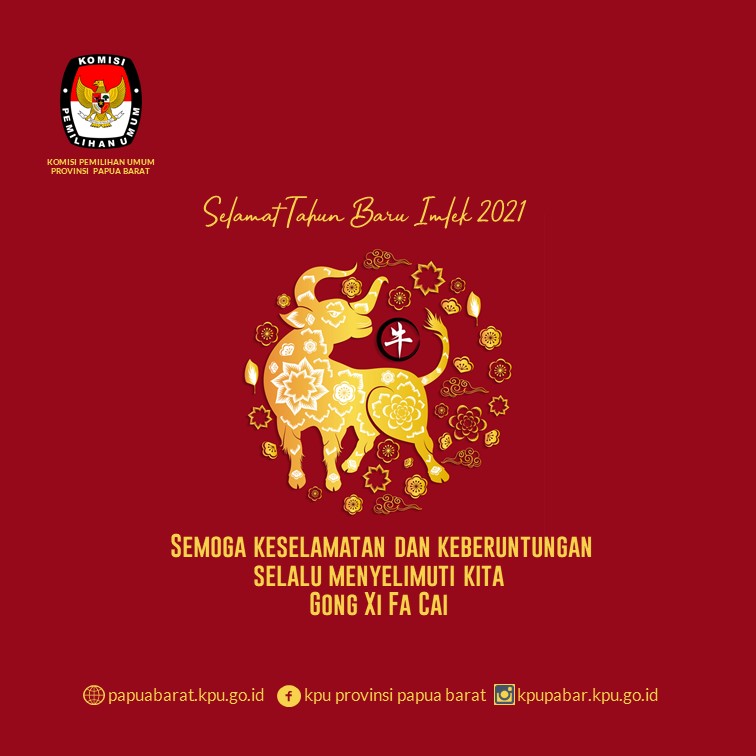 KOMISI
PEMILIHAN UMUM
KOMISI PEMILIHAN UMUM
PROVINSI PAPUA BARAT
Selamat Tahun Baru Imlek 2021
牛
Semoga keselamatan dan keberuntungan
selalu menyelimuti kita
Gong Xi Fa Cai
papuabarat.kpu.go.id f kpu provinsi papua barat kpupabar.kpu.go.id